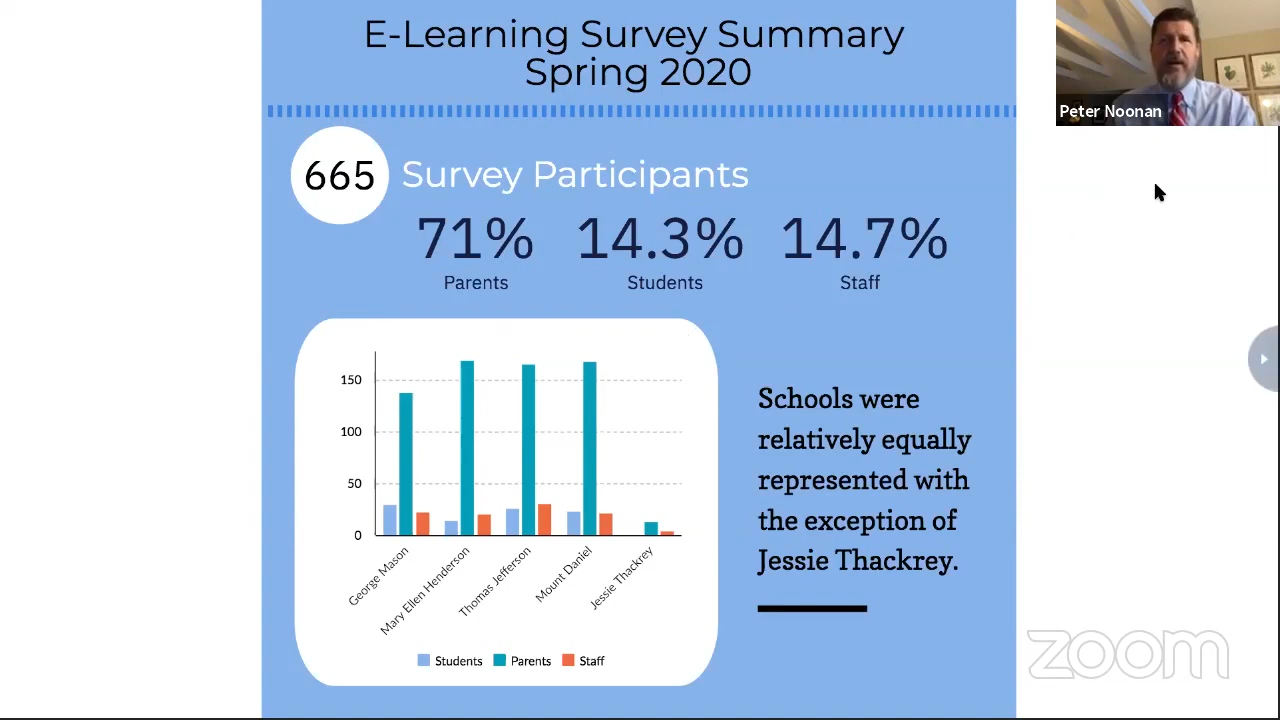 E-Learning Survey Summary
Spring 2020
Peter Noonan
665 Survey Participants
71% 14.3% 14.7%
Parents Students Staff
150
100
50
0
George Mason
Mary Ellen Henderson
Thomas Jefferson
Mount Daniel
Jessie Thackrey
Students Parents Staff
Schools were
relatively equally
represented with
the exception of
Jessie Thackrey.
zoom